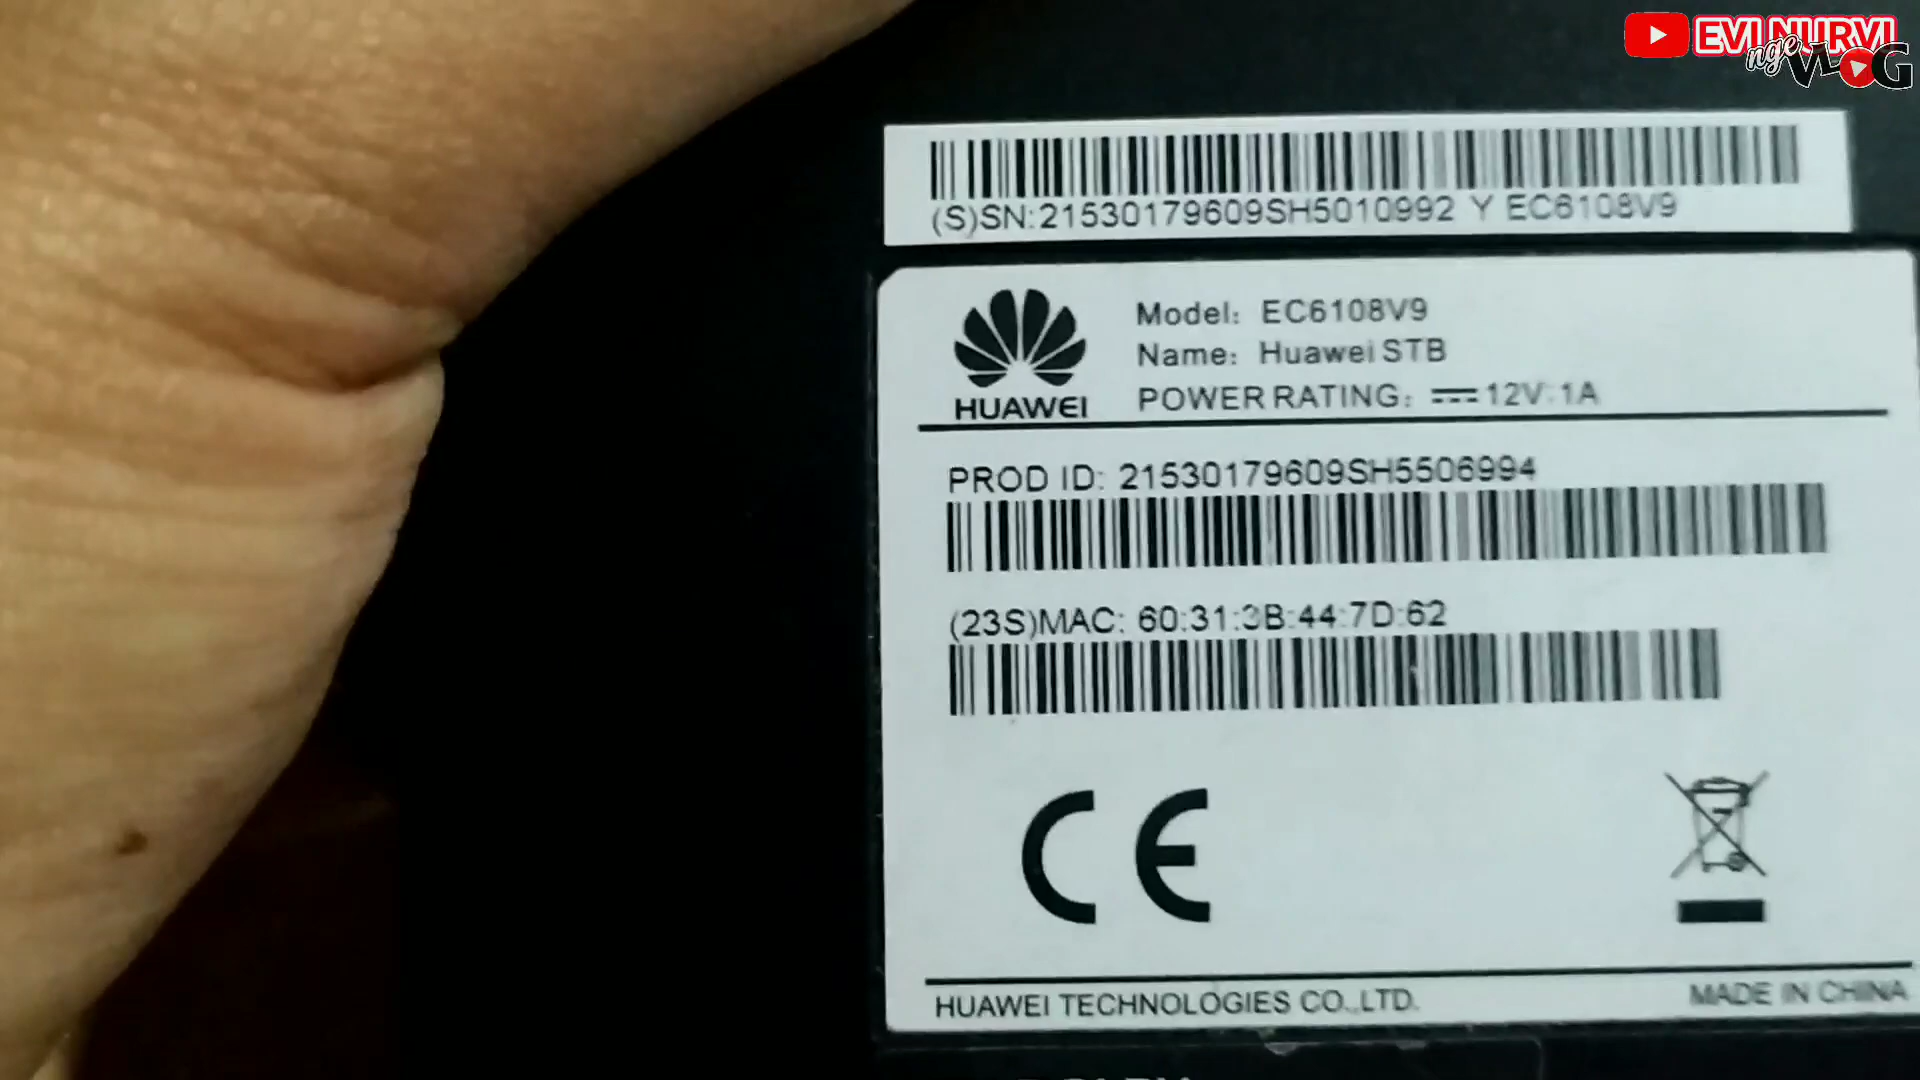 EVI NURVI
nge VLOG
(S)SN:21530179609SH5010992 Y EC6108V9
HUAWEI
Model: EC6108V9
Name: Huawei STB
POWER RATING: ⎓12V 1A
PROD ID: 21530179609SH5506994
(23S)MAC: 60:31:3B:44:7D:62
CE
HUAWEI TECHNOLOGIES CO.,LTD.
MADE IN CHINA